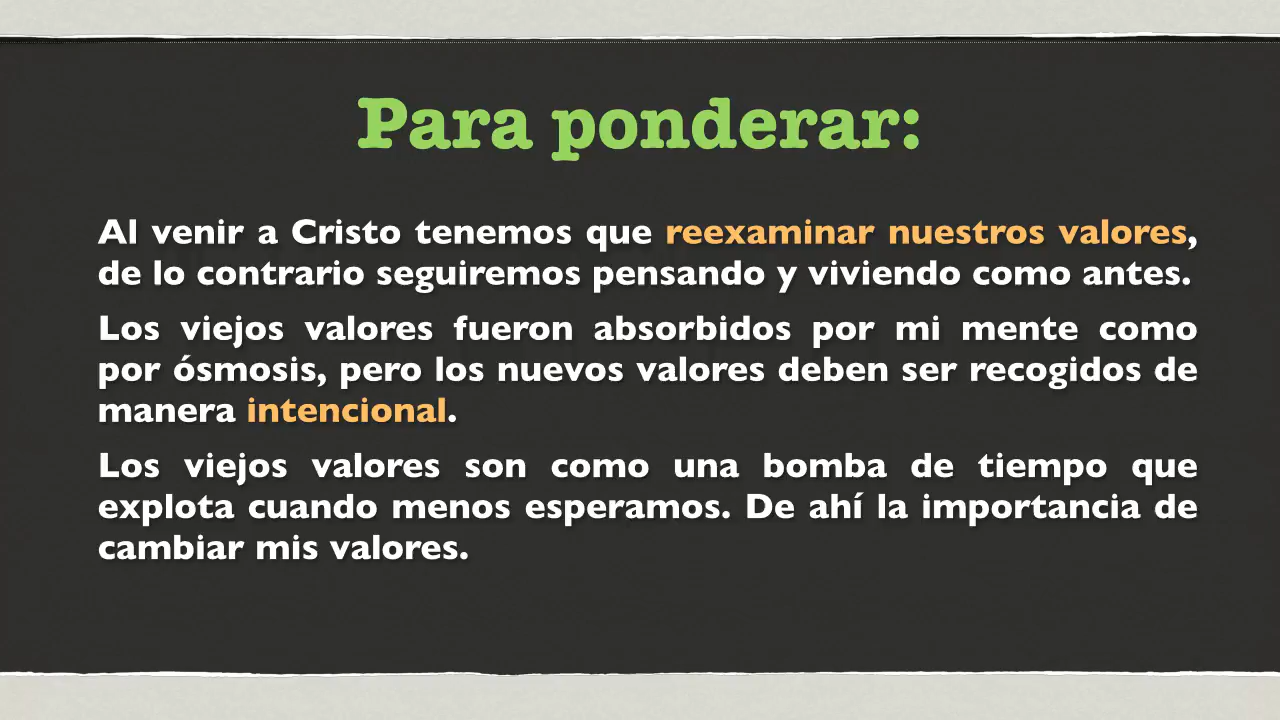 Para ponderar:
Al venir a Cristo tenemos que reexaminar nuestros valores,
de lo contrario seguiremos pensando y viviendo como antes.
Los viejos valores fueron absorbidos por mi mente como
por ósmosis, pero los nuevos valores deben ser recogidos de
manera intencional.
Los viejos valores son como una bomba de tiempo que
explota cuando menos esperamos. De ahí la importancia de
cambiar mis valores.